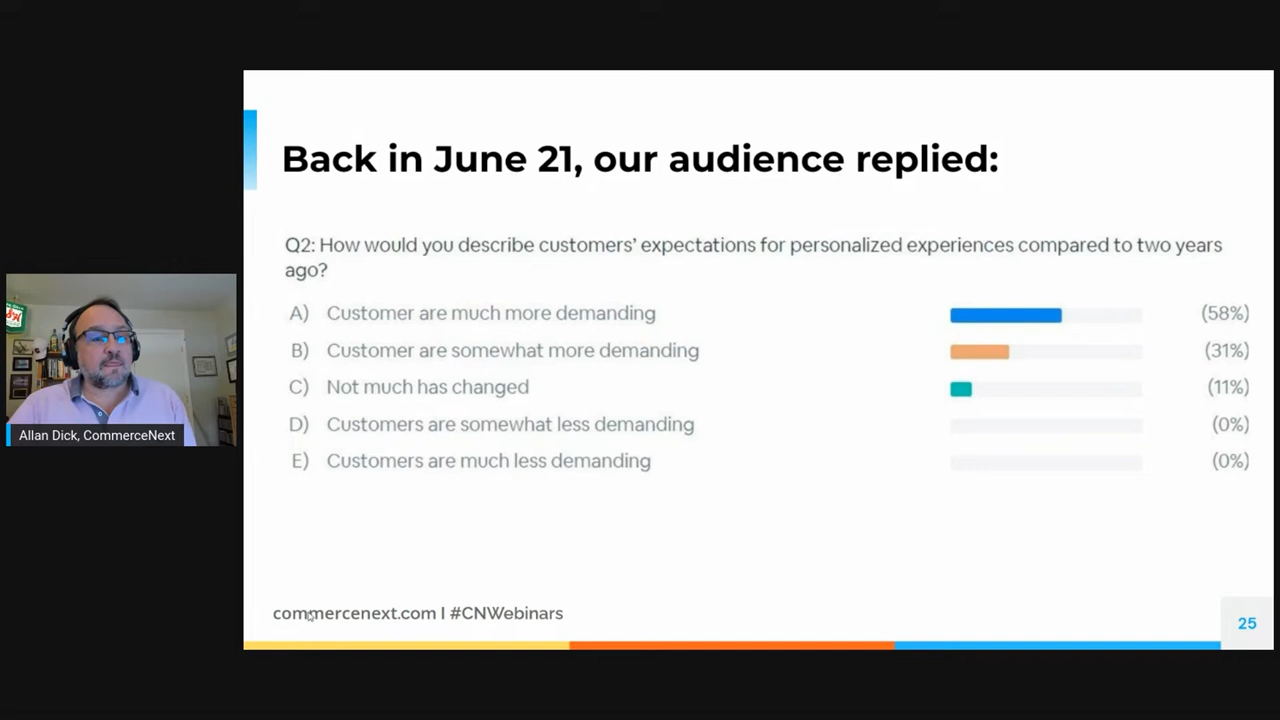 Back in June 21, our audience replied:
Q2: How would you describe customers' expectations for personalized experiences compared to two years
ago?
A) Customer are much more demanding (58%)
B) Customer are somewhat more demanding (31%)
C) Not much has changed (11%)
D) Customers are somewhat less demanding (0%)
E) Customers are much less demanding (0%)
Allan Dick, CommerceNext
commercenext.com I #CNWebinars
25